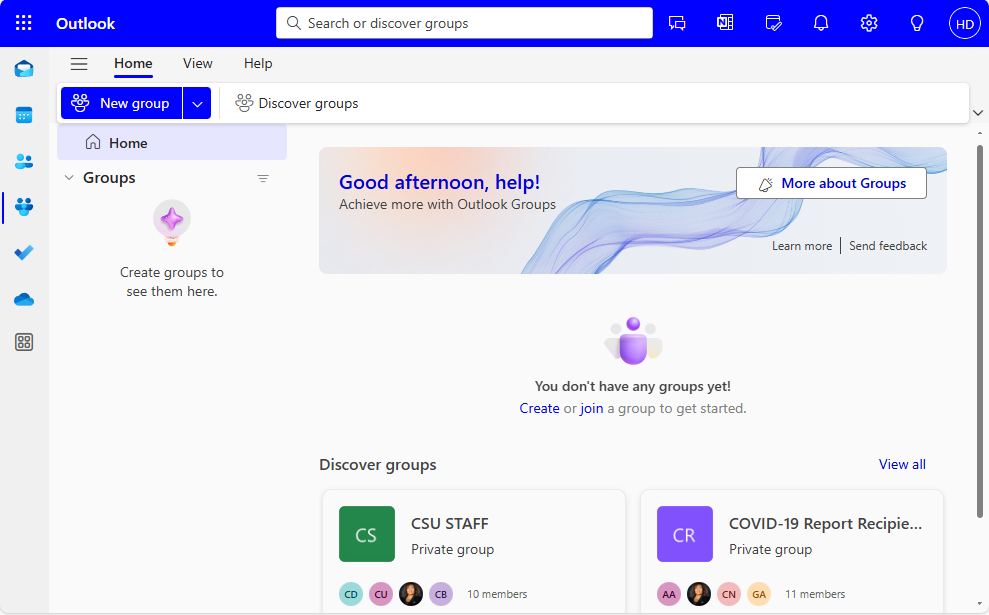 Outlook
Search or discover groups
HD
Home
View
Help
New group
Discover groups
Home
Groups
Create groups to
see them here.
Good afternoon, help!
Achieve more with Outlook Groups
More about Groups
Learn more
Send feedback
You don't have any groups yet!
Create or join a group to get started.
Discover groups
View all
CS
CSU STAFF
Private group
CD
CU
CB
10 members
CR
COVID-19 Report Recipie...
Private group
AA
CN
GA
11 members